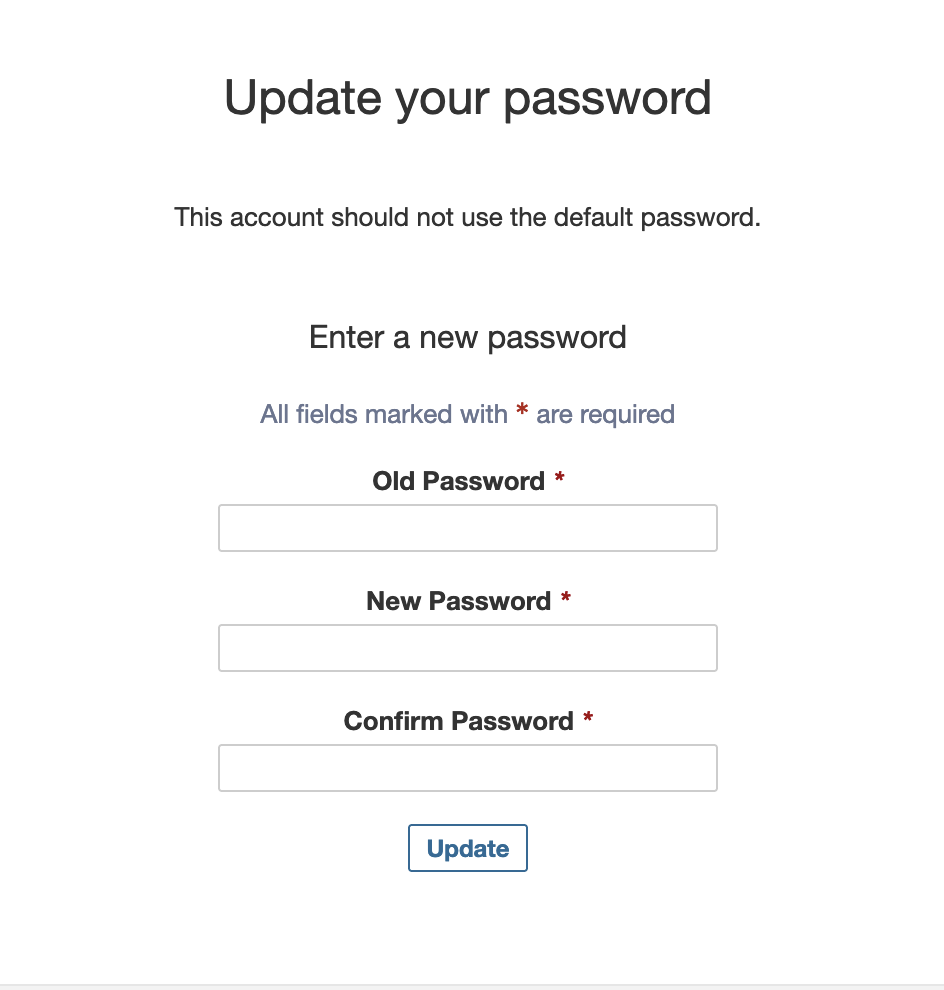 Update your password
This account should not use the default password.
Enter a new password
All fields marked with * are required
Old Password *
New Password *
Confirm Password *
Update